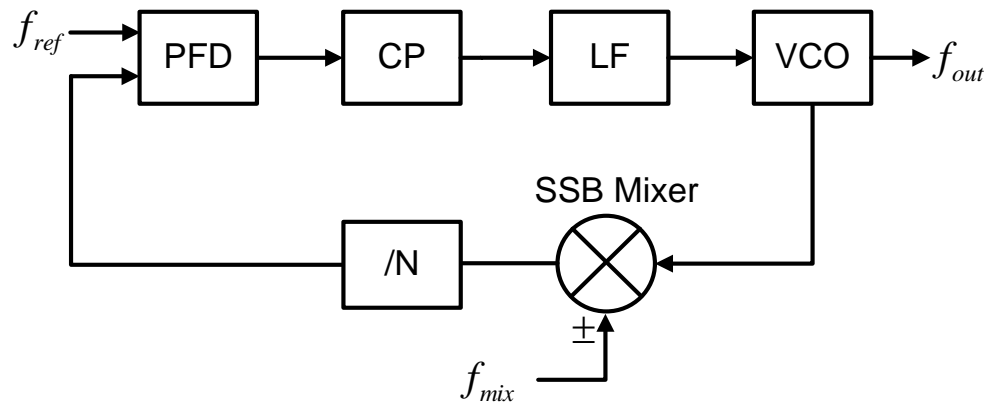 f_ref
PFD
CP
LF
VCO
f_out
SSB Mixer
/N
±
f_mix